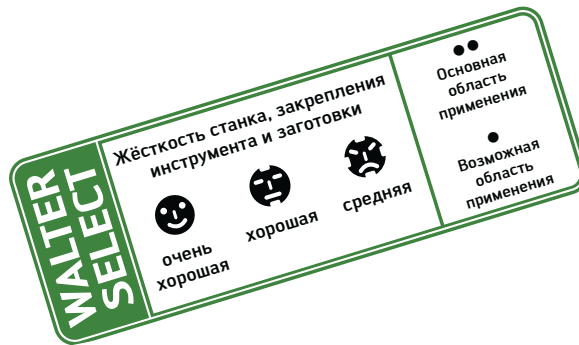 WALTER
SELECT
Жёсткость станка, закрепления
инструмента и заготовки
очень
хорошая
хорошая
средняя
Основная
область
применения
Возможная
область
применения